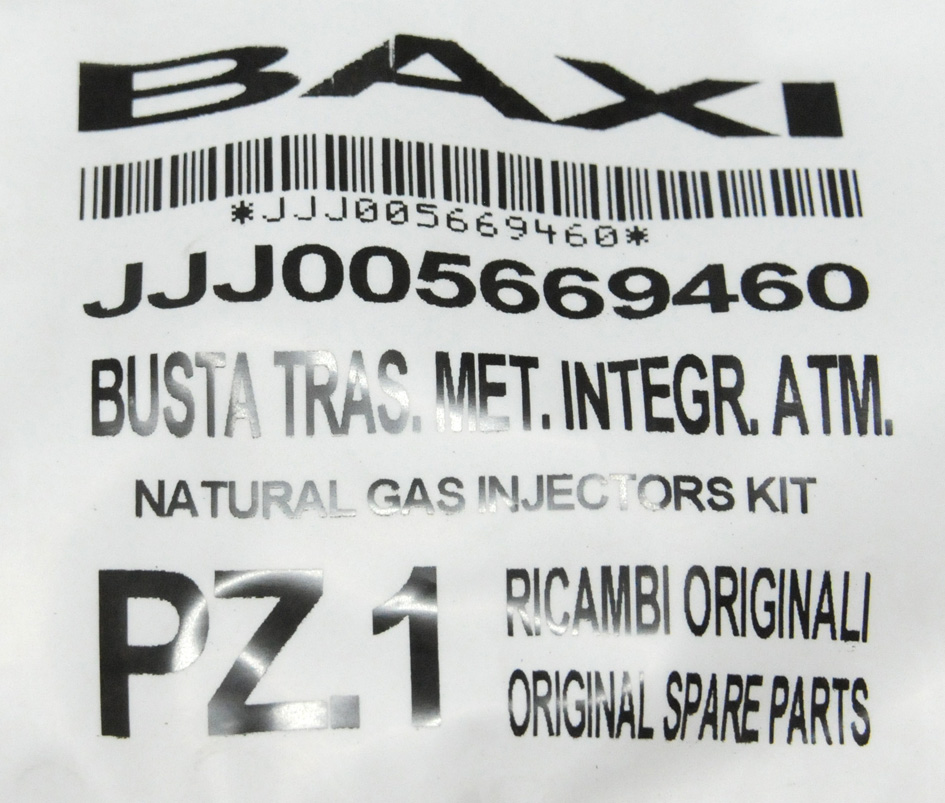 BAXI
*JJJ005669460*
JJJ005669460
BUSTA TRAS. MET. INTEGR. ATM.
NATURAL GAS INJECTORS KIT
PZ.1
RICAMBI ORIGINALI
ORIGINAL SPARE PARTS